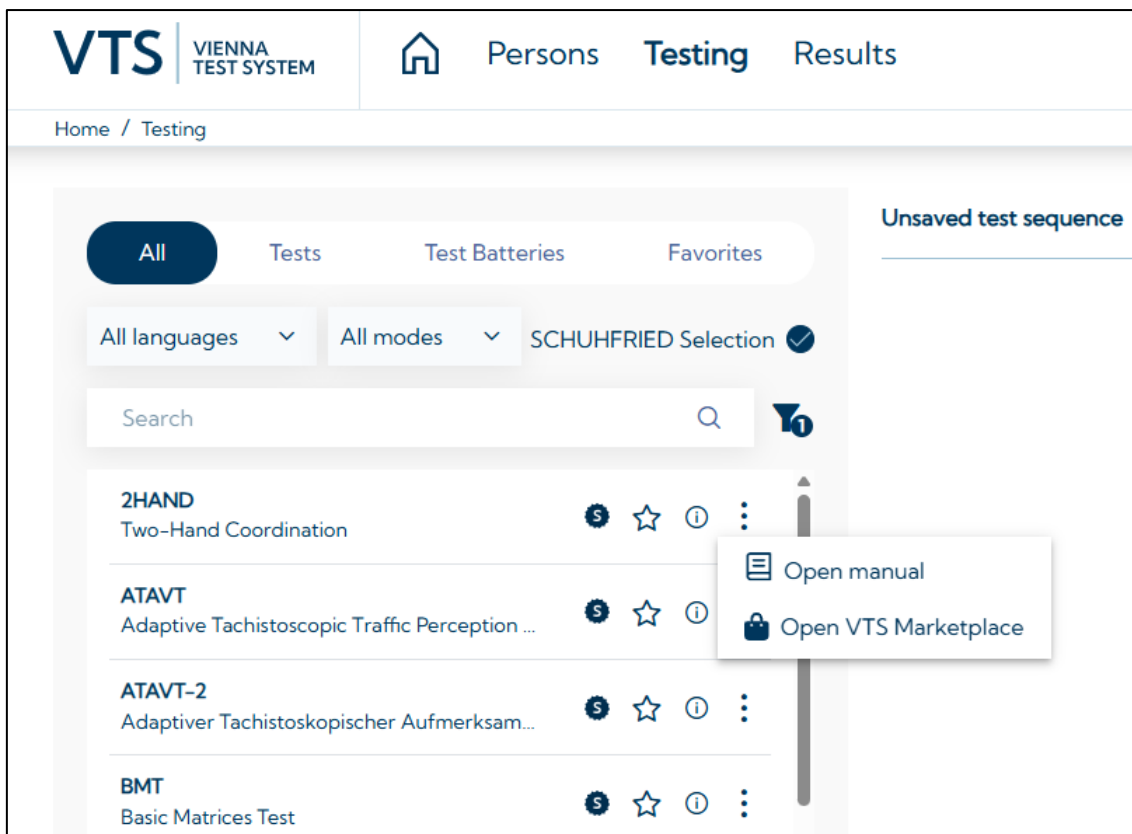 VTS VIENNA
TEST SYSTEM
Persons Testing Results
Home / Testing
All Tests Test Batteries Favorites
Unsaved test sequence
All languages All modes SCHUHFRIED Selection
Search
1
2HAND
Two-Hand Coordination
S
Open manual
Open VTS Marketplace
ATAVT
Adaptive Tachistoscopic Traffic Perception ...
S
ATAVT-2
Adaptiver Tachistoskopischer Aufmerksam...
S
BMT
Basic Matrices Test
S